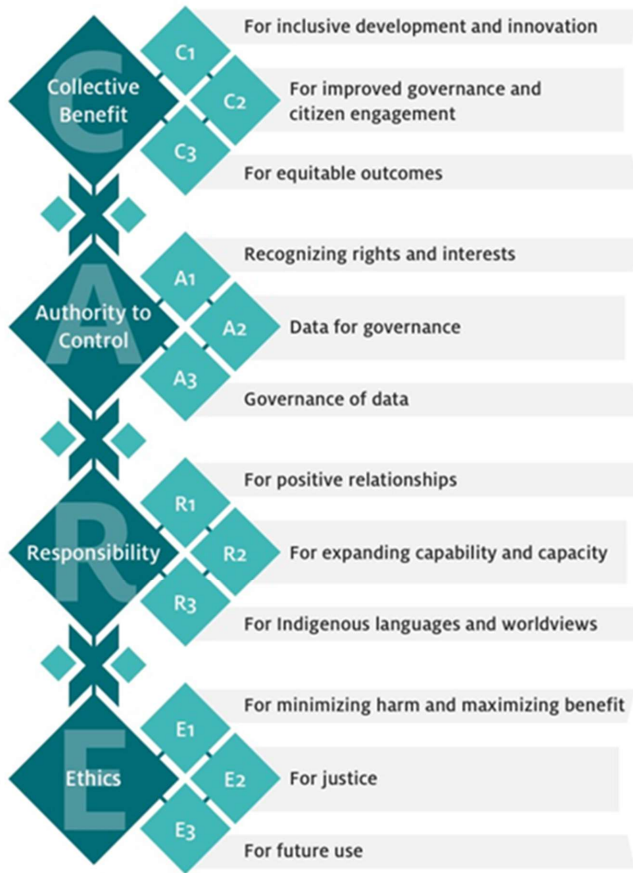 C
Collective
Benefit
C1
For inclusive development and innovation
C2
For improved governance and
citizen engagement
C3
For equitable outcomes
A
Authority to
Control
A1
Recognizing rights and interests
A2
Data for governance
A3
Governance of data
R
Responsibility
R1
For positive relationships
R2
For expanding capability and capacity
R3
For Indigenous languages and worldviews
E
Ethics
E1
For minimizing harm and maximizing benefit
E2
For justice
E3
For future use